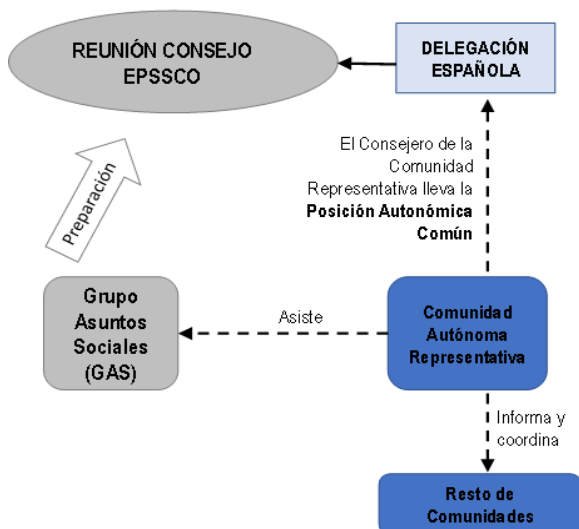 REUNIÓN CONSEJO
EPSSCO
DELEGACIÓN
ESPAÑOLA
El Consejero de la
Comunidad
Representativa lleva la
Posición Autonómica
Común
Preparación
Grupo
Asuntos
Sociales
(GAS)
Asiste
Comunidad
Autónoma
Representativa
Informa y
coordina
Resto de
Comunidades